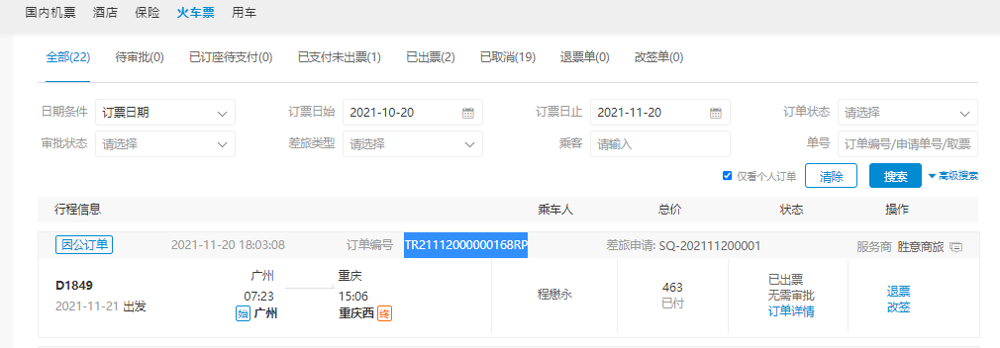 国内机票 酒店 保险 火车票 用车
全部(22) 待审批(0) 已订座待支付(0) 已支付未出票(1) 已出票(2) 已取消(19) 退票单(0) 改签单(0)
日期条件 订票日期 订票日始 2021-10-20 订票日止 2021-11-20 订单状态 请选择
审批状态 请选择 差旅类型 请选择 乘客 请输入 单号 订单编号/申请单号/取票
仅看个人订单 清除 搜索 高级搜索
行程信息 乘车人 总价 状态 操作
因公订单 2021-11-20 18:03:08 订单编号 TR21112000000168RP 差旅申请: SQ-202111200001 服务商 胜意商旅
D1849
2021-11-21 出发
广州 重庆
07:23 15:06
始 广州 重庆西 终
程懋永
463
已付
已出票
无需审批
订单详情
退票
改签